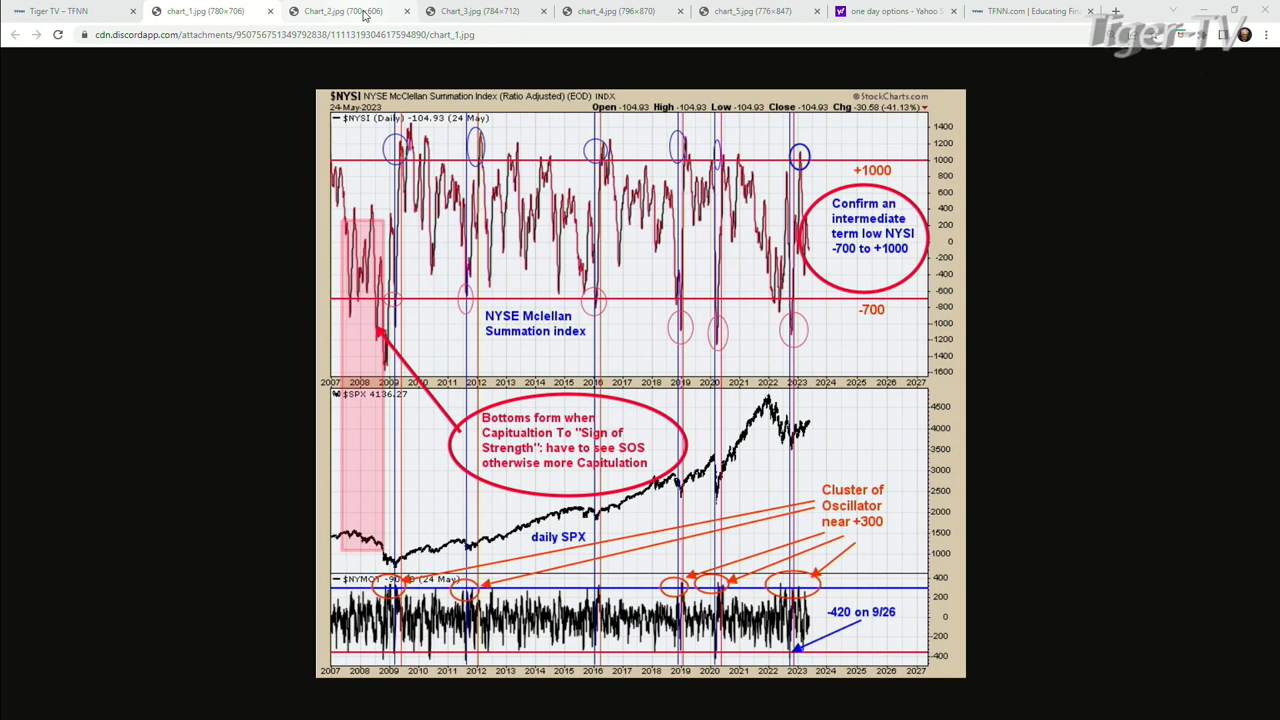 Tiger TV – TFNN
chart_1.jpg (780×706)
Chart_2.jpg (700×606)
Chart_3.jpg (784×712)
chart_4.jpg (796×870)
chart_5.jpg (776×847)
one day options - Yahoo S
TFNN.com | Educating Fin
cdn.discordapp.com/attachments/950756751349792838/1111319304617594890/chart_1.jpg
Tiger TV
$NYSI NYSE McClellan Summation Index (Ratio Adjusted) (EOD) INDX
© StockCharts.com
24-May-2023
Open -104.93 High -104.93 Low -104.93 Close -104.93 Chg -30.58 (-41.13%)
$NYSI (Daily) -104.93 (24 May)
1400
1200
1000
800
600
400
200
0
-200
-400
-600
-800
-1000
-1200
-1400
-1600
+1000
Confirm an
intermediate
term low NYSI
-700 to +1000
-700
NYSE Mclellan
Summation index
2007 2008 2009 2010 2011 2012 2013 2014 2015 2016 2017 2018 2019 2020 2021 2022 2023 2024 2025 2026 2027
$SPX 4136.27
4500
4000
3500
3000
2500
2000
1500
1000
Bottoms form when
Capitualtion To "Sign of
Strength": have to see SOS
otherwise more Capitulation
Cluster of
Oscillator
near +300
daily SPX
(24 May)
400
200
0
-200
-400
-420 on 9/26
2007 2008 2009 2010 2011 2012 2013 2014 2015 2016 2017 2018 2019 2020 2021 2022 2023 2024 2025 2026 2027